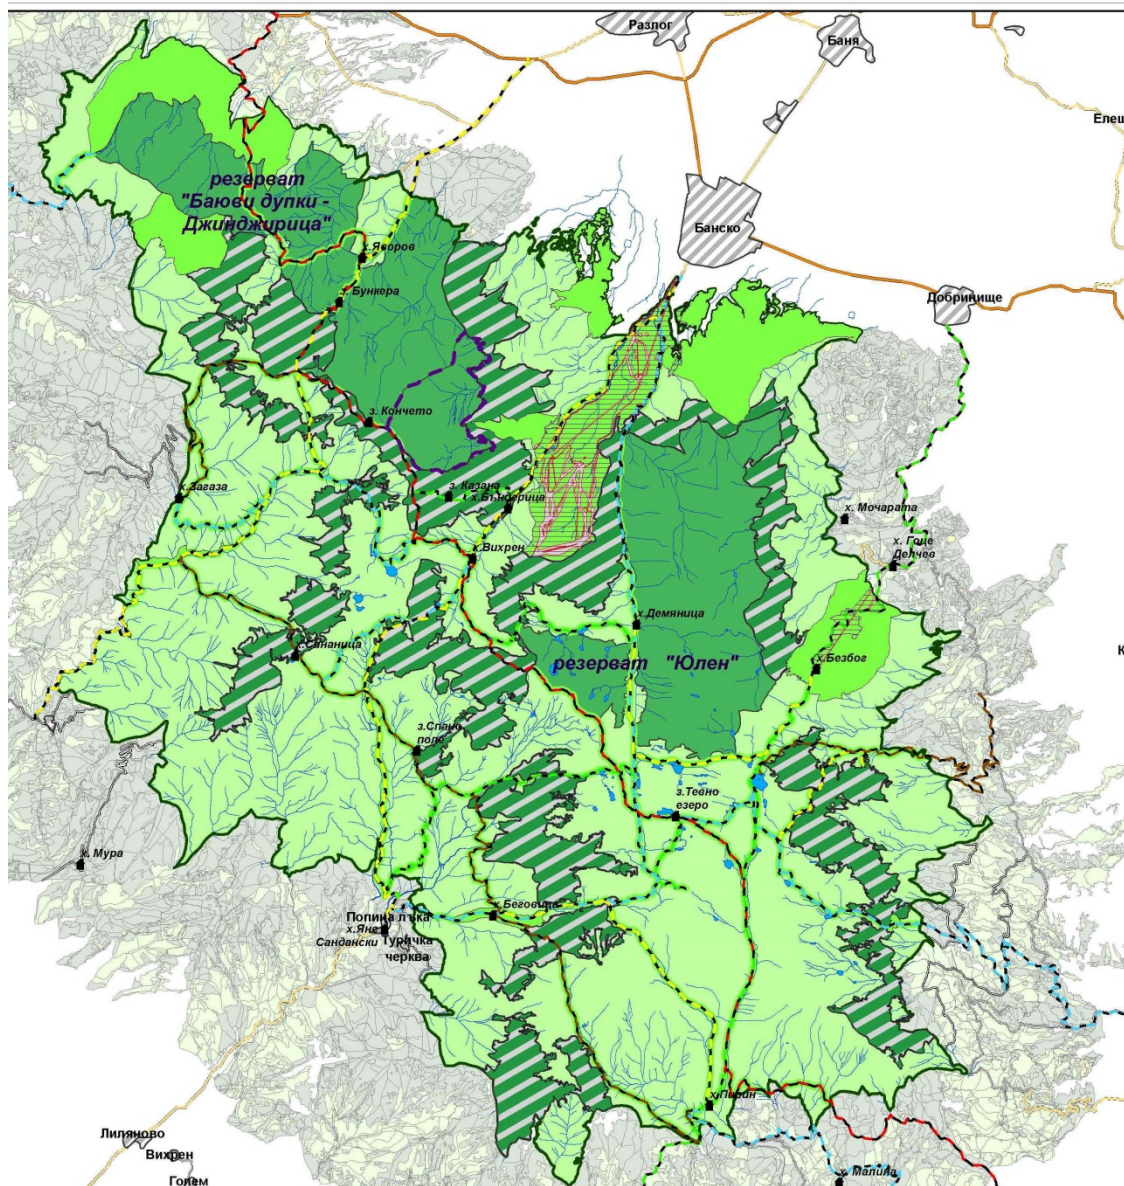 Разлог
Баня
Елеш
резерват
"Баюви дупки -
Джинджирица"
х.Яворов
Банско
з. Бункера
Добринище
з. Кончето
х.Загаза
з. Казана
х.Бъндерица
х. Мочарата
х. Гоце
Делчев
х.Вихрен
х.Демяница
х.Синаница
резерват "Юлен"
х.Безбог
К
з.Спано
поле
з.Тевно
езеро
х. Мура
х.Беговица
Попина лъка
х.Яне
Сандански
Туричка
черква
х.Пирин
Лиляново
Вихрен
Голем
х. Малина